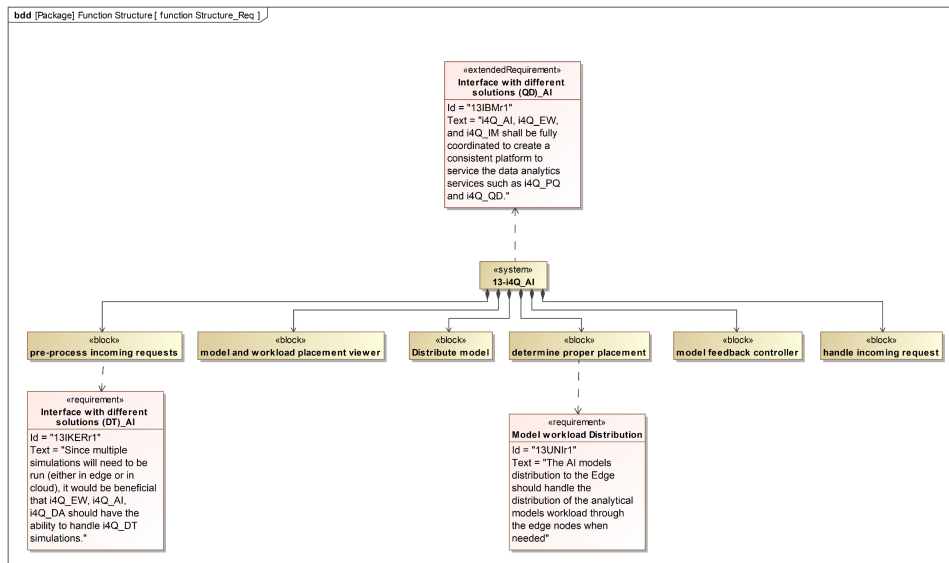 bdd [Package] Function Structure [ function Structure_Req ]
«extendedRequirement»
Interface with different
solutions (QD)_AI
Id = "13IBMr1"
Text = "i4Q_AI, i4Q_EW,
and i4Q_IM shall be fully
coordinated to create a
consistent platform to
service the data analytics
services such as i4Q_PQ
and i4Q_QD."
«system»
13-i4Q_AI
«block»
pre-process incoming requests
«block»
model and workload placement viewer
«block»
Distribute model
«block»
determine proper placement
«block»
model feedback controller
«block»
handle incoming request
«requirement»
Interface with different
solutions (DT)_AI
Id = "13IKERr1"
Text = "Since multiple
simulations will need to be
run (either in edge or in
cloud), it would be beneficial
that i4Q_EW, i4Q_AI,
i4Q_DA should have the
ability to handle i4Q_DT
simulations."
«requirement»
Model workload Distribution
Id = "13UNIr1"
Text = "The AI models
distribution to the Edge
should handle the
distribution of the analytical
models workload through
the edge nodes when
needed"